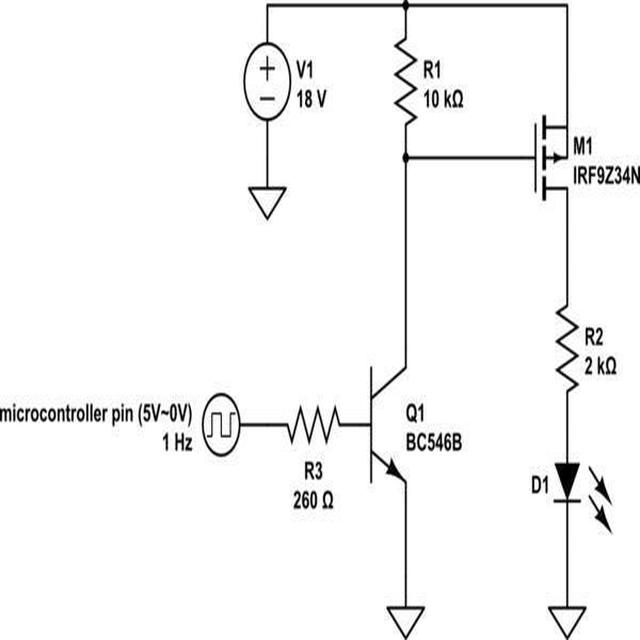 V1
18 V
R1
10 kΩ
M1
IRF9Z34N
R2
2 kΩ
microcontroller pin (5V~0V)
1 Hz
R3
260 Ω
Q1
BC546B
D1